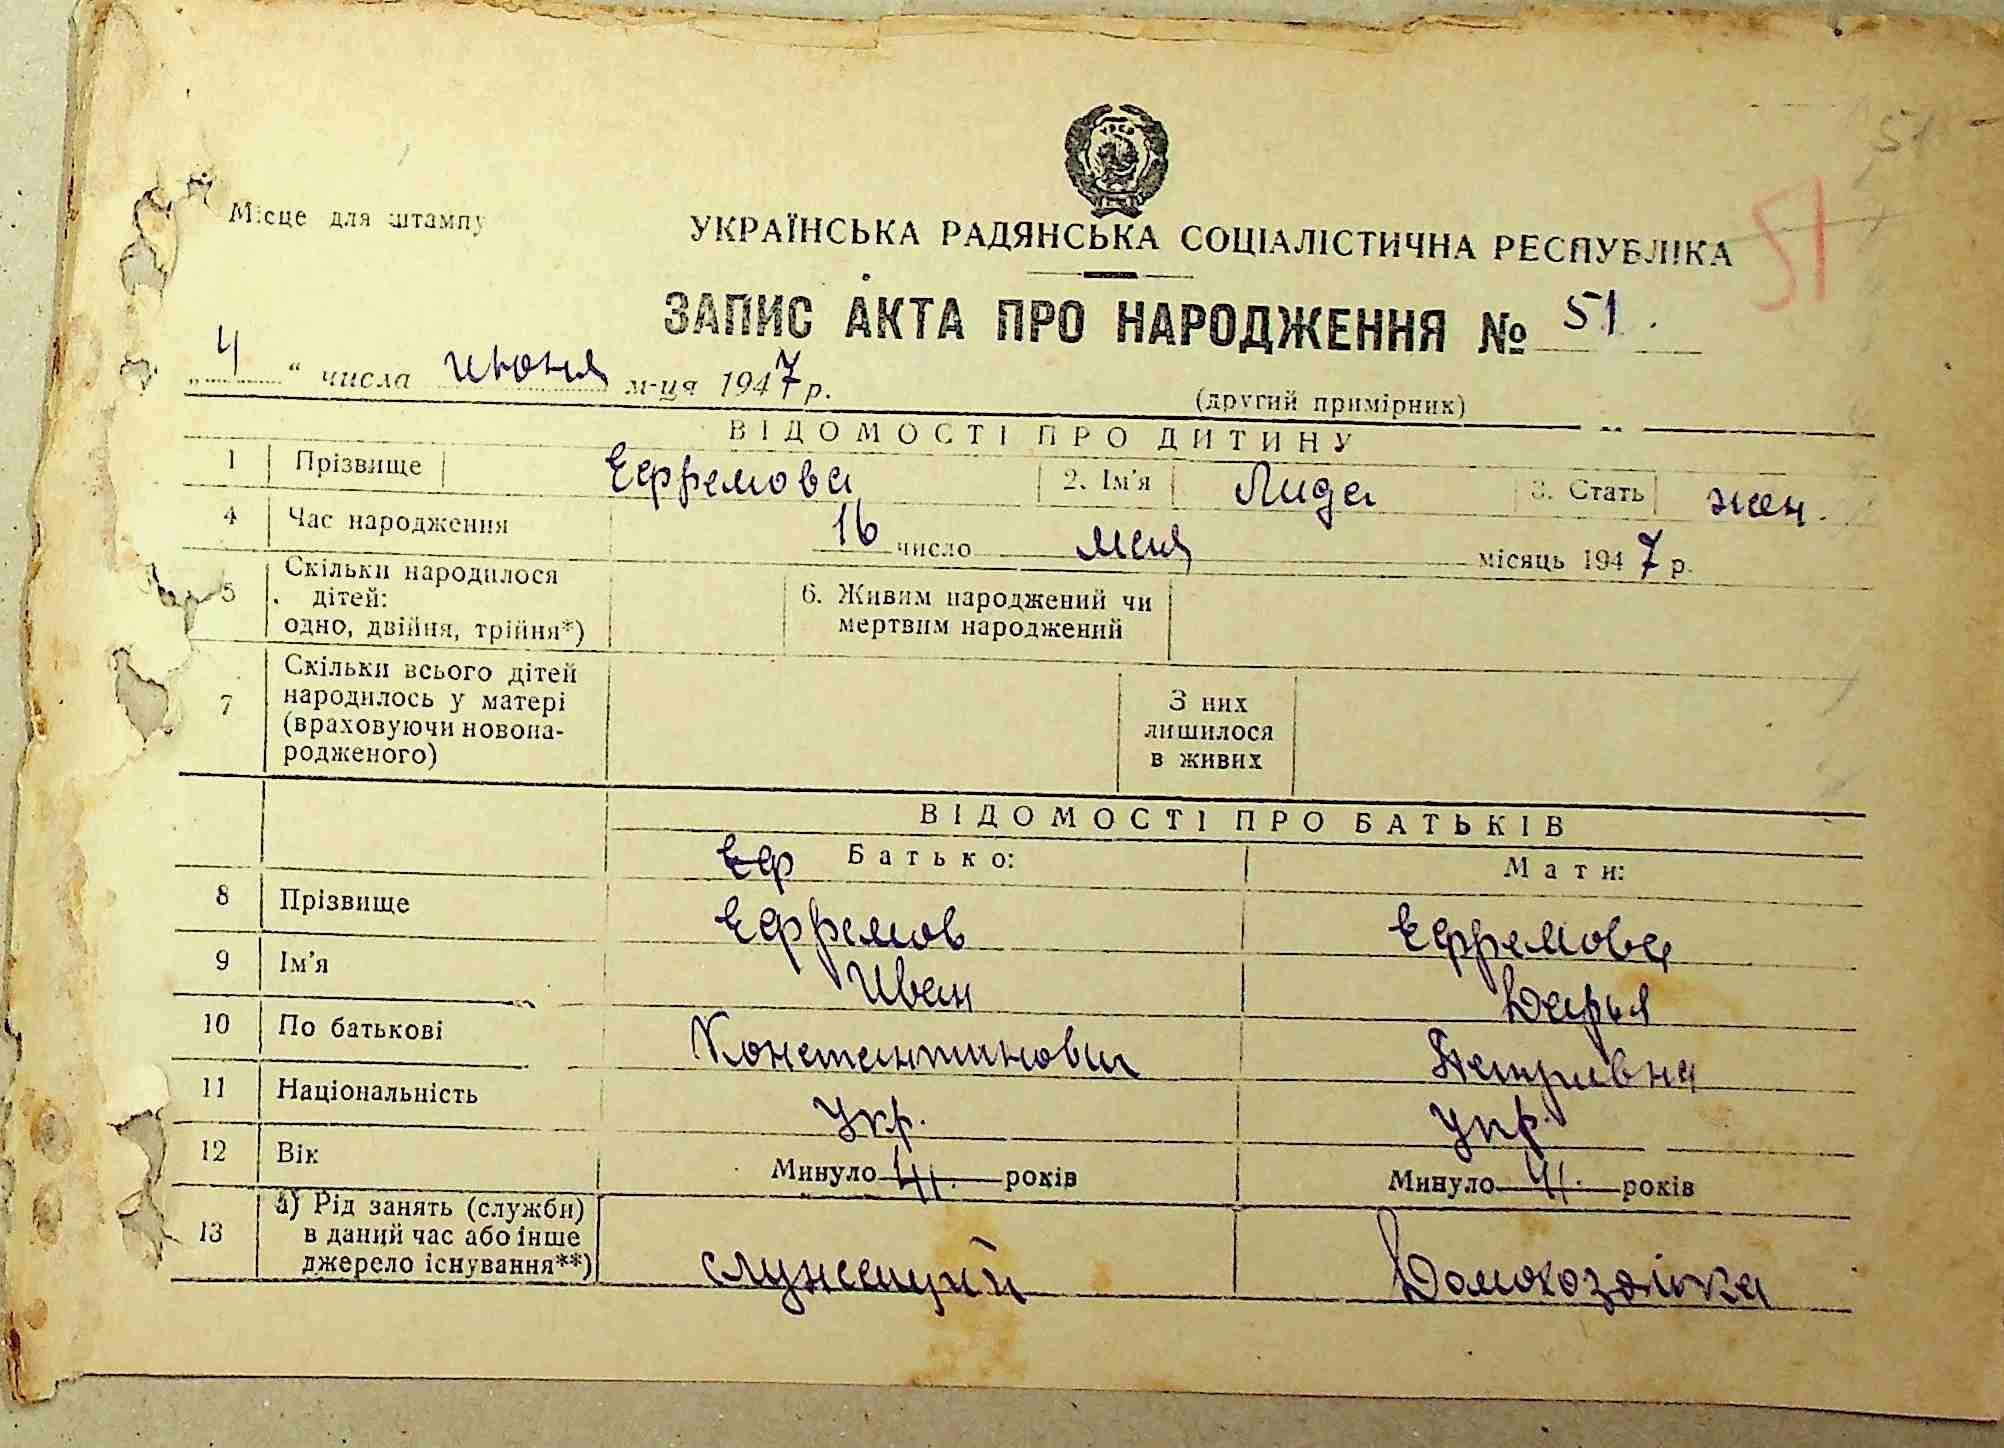 51
Місце для штампу
51
УРСР
УКРАЇНСЬКА РАДЯНСЬКА СОЦІАЛІСТИЧНА РЕСПУБЛІКА
ЗАПИС АКТА ПРО НАРОДЖЕННЯ № 51.
„4“ числа июня м-ця 1947 р.
(другий примірник)
ВІДОМОСТІ ПРО ДИТИНУ
1 Прізвище Ефремова 2. Ім'я Лида 3. Стать жен.
4 Час народження 16 число мая місяць 1947 р.
5 Скільки народилося дітей: одно, двійня, трійня*) 6. Живим народжений чи мертвим народжений
7 Скільки всього дітей народилось у матері (враховуючи новонародженого) З них лишилося в живих
ВІДОМОСТІ ПРО БАТЬКІВ
Еф Батько: Мати:
8 Прізвище Ефремов Ефремова
9 Ім'я Иван Дарья
10 По батькові Константинович Петривна
11 Національність Укр. Укр.
12 Вік Минуло 41. років Минуло 41. років
13 а) Рід занять (служби) в даний час або інше джерело існування**) служащий Домохозяйка